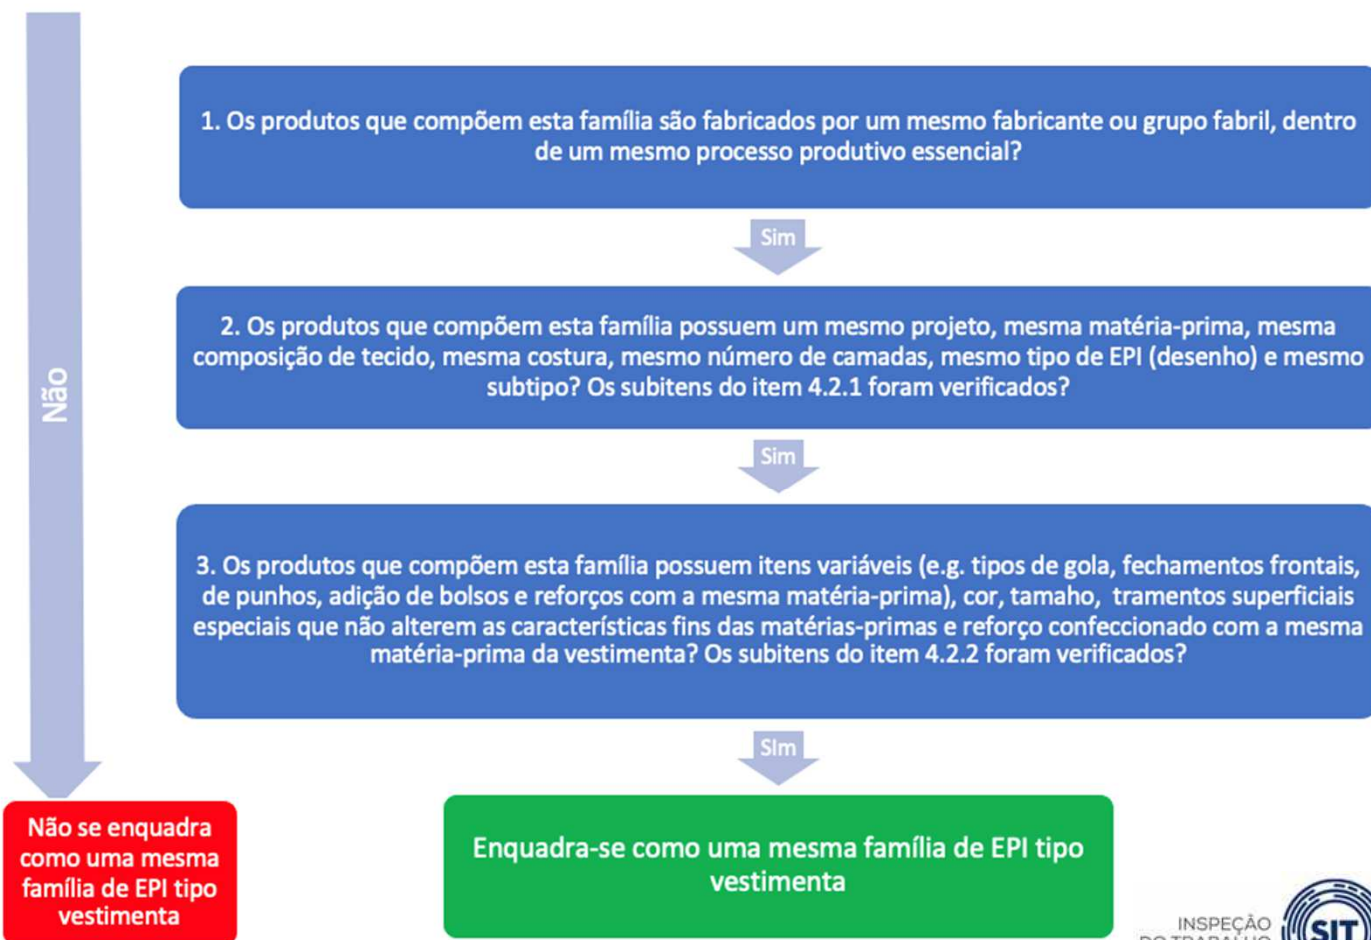 1. Os produtos que compõem esta família são fabricados por um mesmo fabricante ou grupo fabril, dentro
de um mesmo processo produtivo essencial?
Sim
2. Os produtos que compõem esta família possuem um mesmo projeto, mesma matéria-prima, mesma
composição de tecido, mesma costura, mesmo número de camadas, mesmo tipo de EPI (desenho) e mesmo
subtipo? Os subitens do item 4.2.1 foram verificados?
Não
Sim
3. Os produtos que compõem esta família possuem itens variáveis (e.g. tipos de gola, fechamentos frontais,
de punhos, adição de bolsos e reforços com a mesma matéria-prima), cor, tamaho, tramentos superficiais
especiais que não alterem as características fins das matérias-primas e reforço confeccionado com a mesma
matéria-prima da vestimenta? Os subitens do item 4.2.2 foram verificados?
SIm
Não se enquadra
como uma mesma
família de EPI tipo
vestimenta
Enquadra-se como uma mesma família de EPI tipo
vestimenta
INSPEÇÃO
DO TRABALHO
SIT